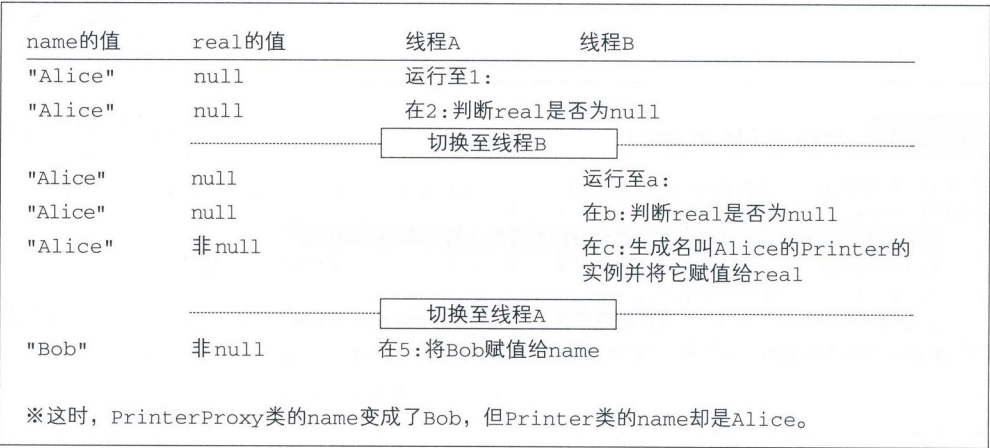 name的值 real的值 线程A 线程B
"Alice" null 运行至1:
"Alice" null 在2:判断real是否为null
切换至线程B
"Alice" null 运行至a:
"Alice" null 在b:判断real是否为null
"Alice" 非null 在c:生成名叫Alice的Printer的
实例并将它赋值给real
切换至线程A
"Bob" 非null 在5:将Bob赋值给name
※这时，PrinterProxy类的name变成了Bob，但Printer类的name却是Alice。